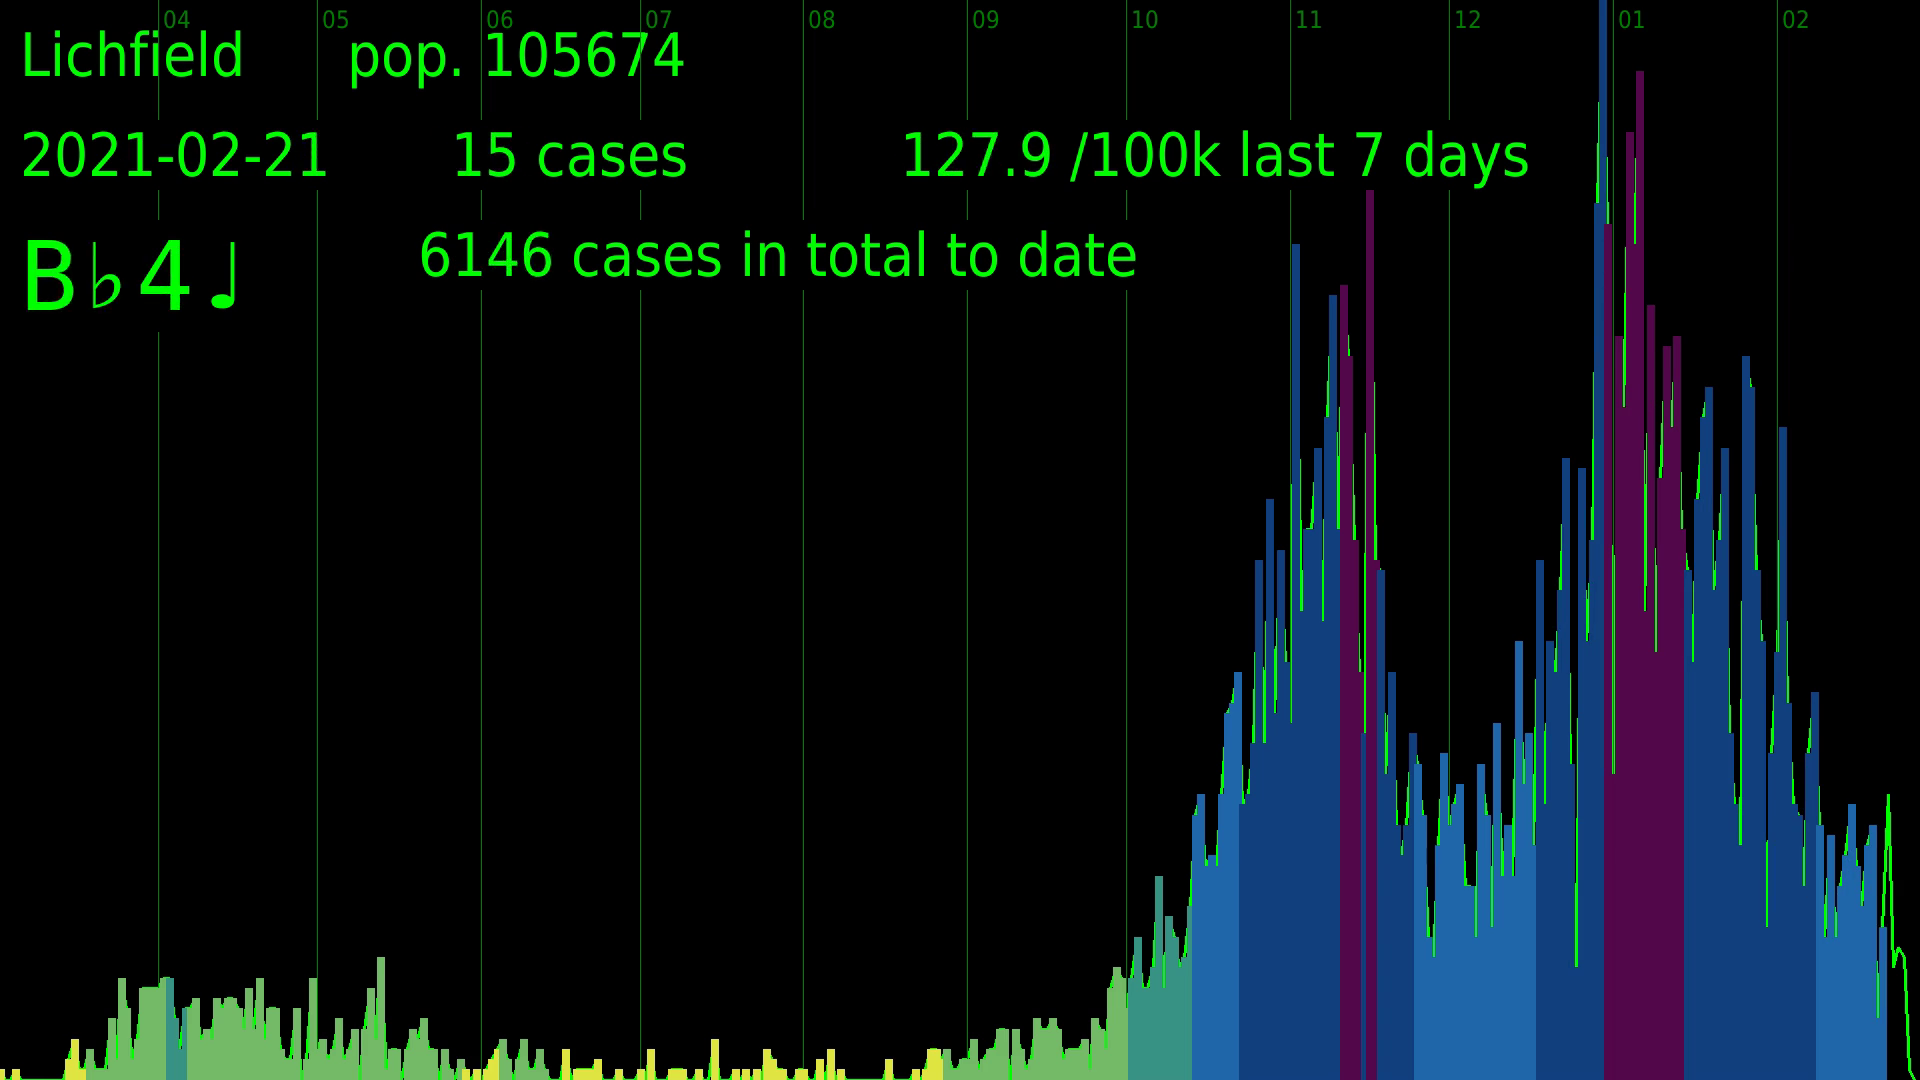 04 05 06 07 08 09 10 11 12 01 02
Lichfield pop. 105674
2021-02-21 15 cases 127.9 /100k last 7 days
B♭4♩ 6146 cases in total to date